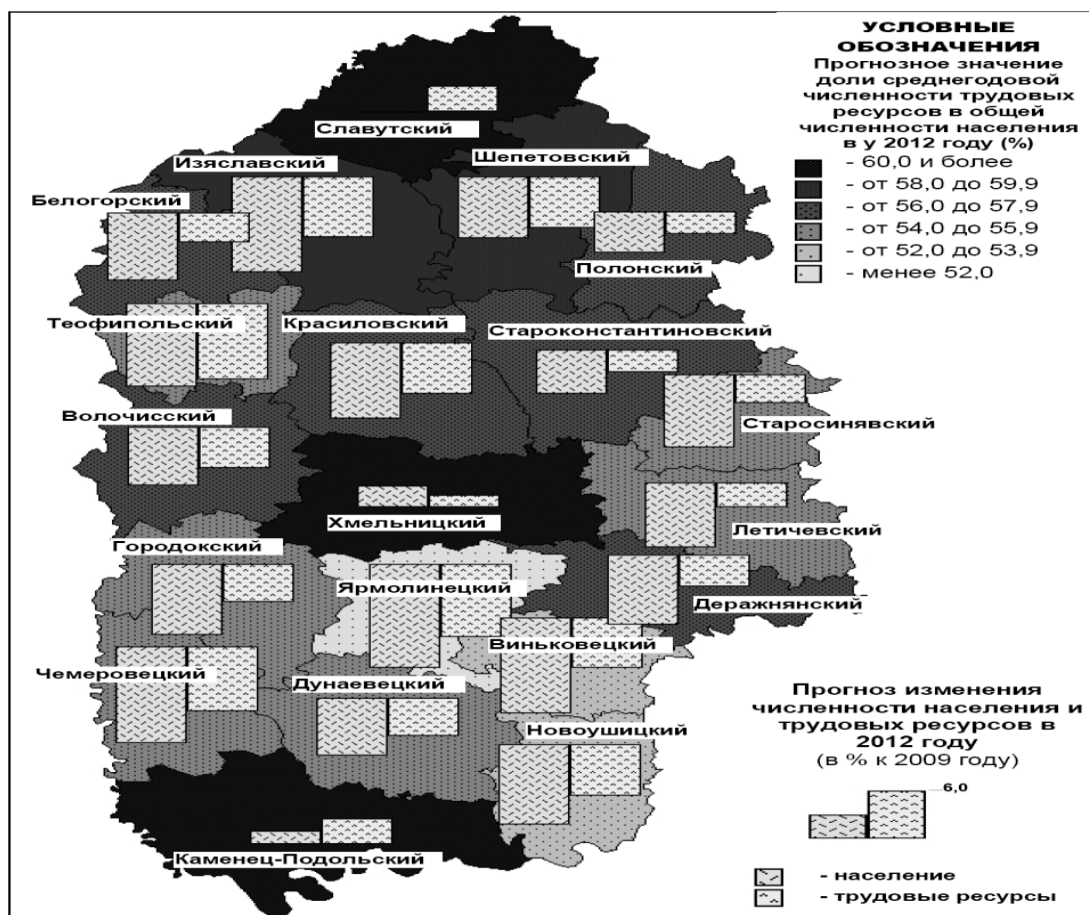 УСЛОВНЫЕ
ОБОЗНАЧЕНИЯ
Прогнозное значение
доли среднегодовой
численности трудовых
ресурсов в общей
численности населения
в у 2012 году (%)
- 60,0 и более
- от 58,0 до 59,9
- от 56,0 до 57,9
- от 54,0 до 55,9
- от 52,0 до 53,9
- менее 52,0
Славутский
Изяславский
Шепетовский
Белогорский
Полонский
Теофипольский
Красиловский
Староконстантиновский
Волочисский
Старосинявский
Хмельницкий
Летичевский
Городокский
Ярмолинецкий
Деражнянский
Виньковецкий
Чемеровецкий
Дунаевецкий
Новоушицкий
Каменец-Подольский
Прогноз изменения
численности населения и
трудовых ресурсов в
2012 году
(в % к 2009 году)
6,0
- население
- трудовые ресурсы